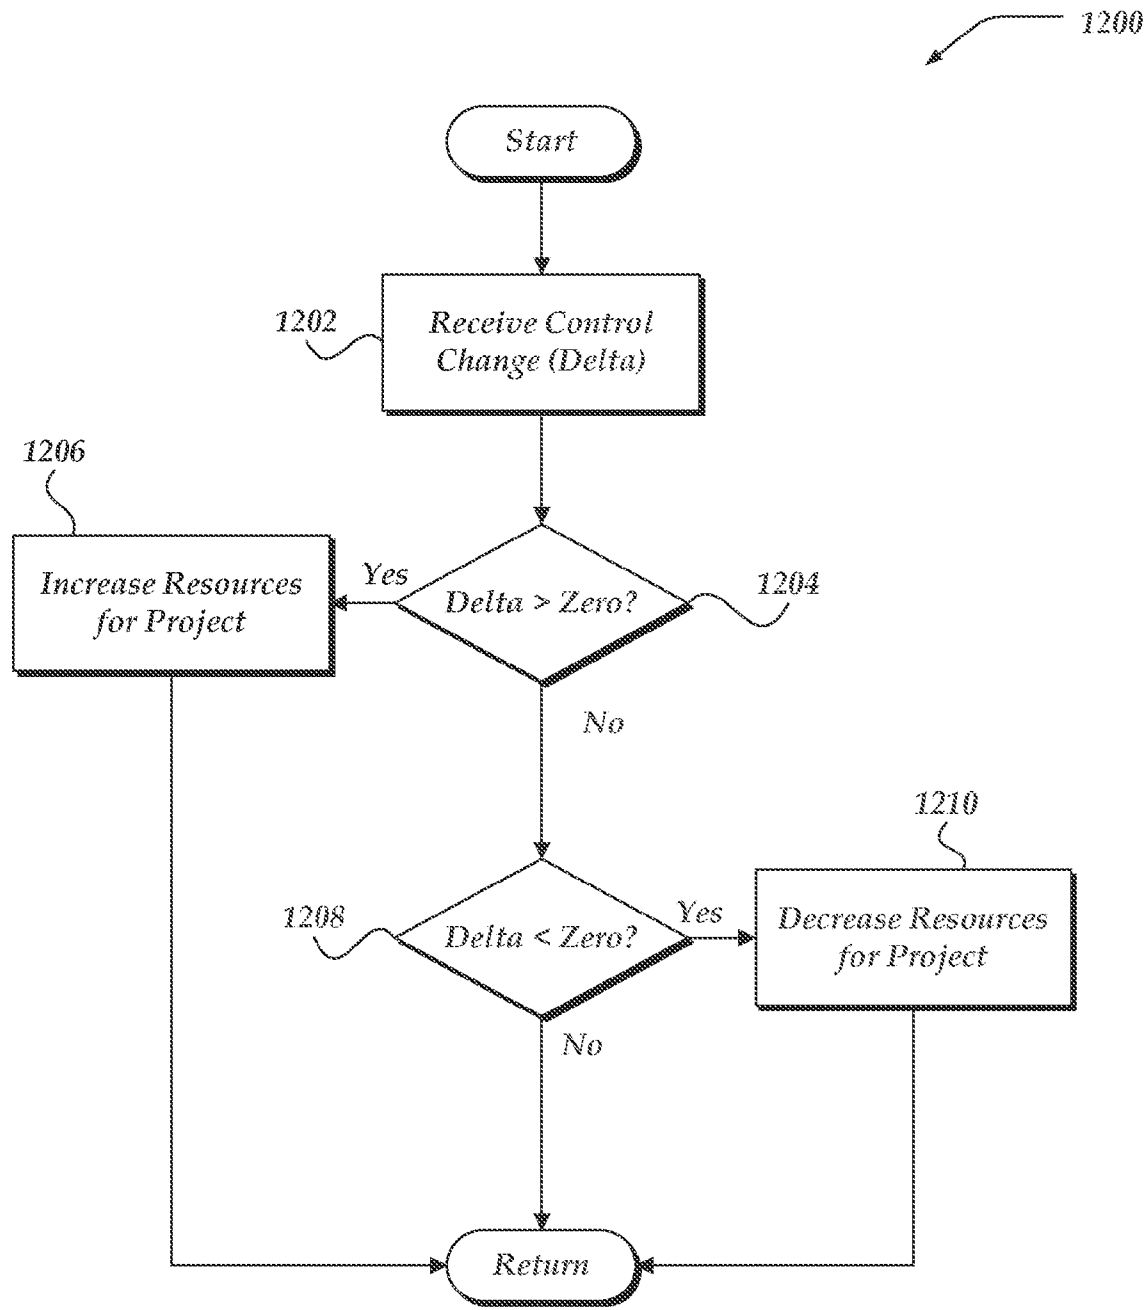 1200
Start
1202
Receive Control
Change (Delta)
1206
Increase Resources
for Project
Yes
Delta > Zero?
1204
No
1210
1208
Delta < Zero?
Yes
Decrease Resources
for Project
No
Return